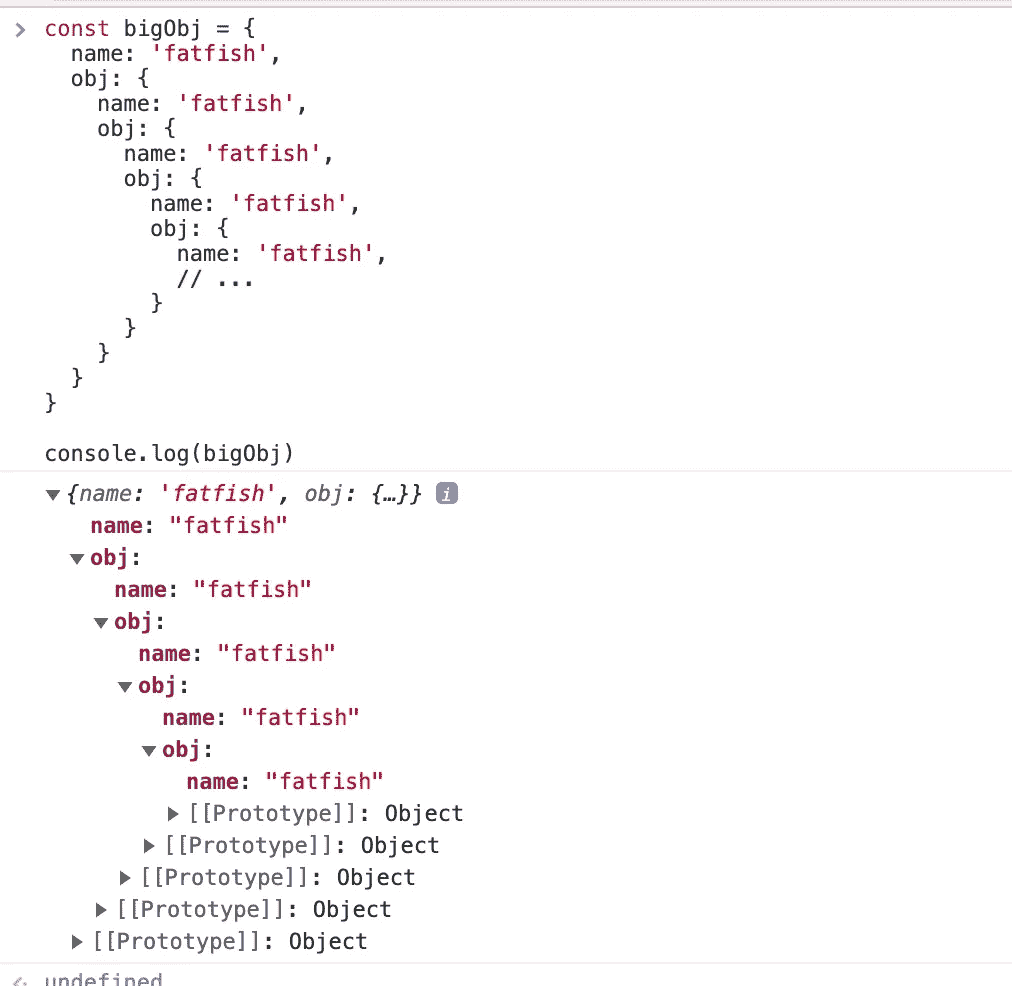 const bigObj = {
name: 'fatfish',
obj: {
name: 'fatfish',
obj: {
name: 'fatfish',
obj: {
name: 'fatfish',
obj: {
name: 'fatfish',
// ...
}
}
}
}
}
console.log(bigObj)
{name: 'fatfish', obj: {…}} i
name: "fatfish"
obj:
name: "fatfish"
obj:
name: "fatfish"
obj:
name: "fatfish"
obj:
name: "fatfish"
[[Prototype]]: Object
[[Prototype]]: Object
[[Prototype]]: Object
[[Prototype]]: Object
[[Prototype]]: Object
undefined